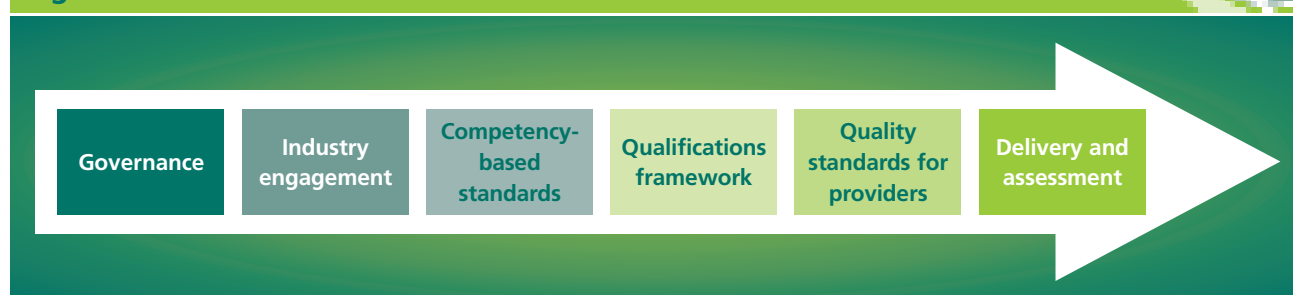 Governance
Industry
engagement
Competency-
based
standards
Qualifications
framework
Quality
standards for
providers
Delivery and
assessment